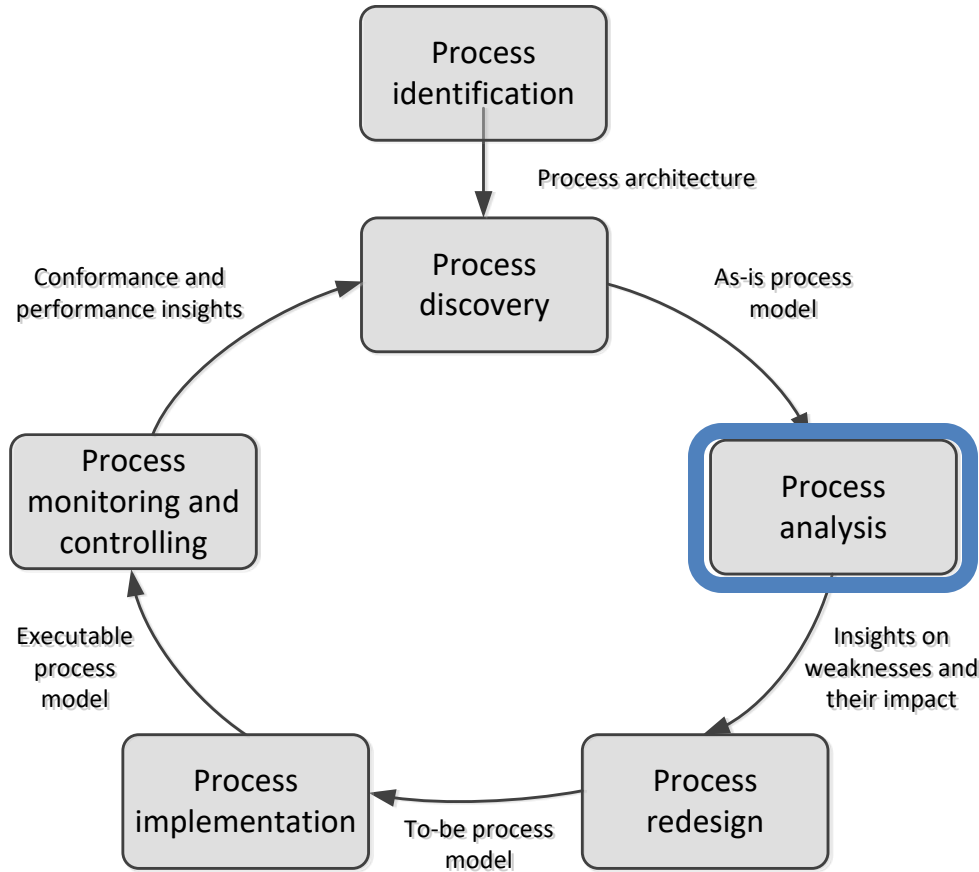 Process
identification
Process architecture
Process
discovery
Conformance and
performance insights
As-is process
model
Process
monitoring and
controlling
Process
analysis
Executable
process
model
Insights on
weaknesses and
their impact
Process
implementation
To-be process
model
Process
redesign